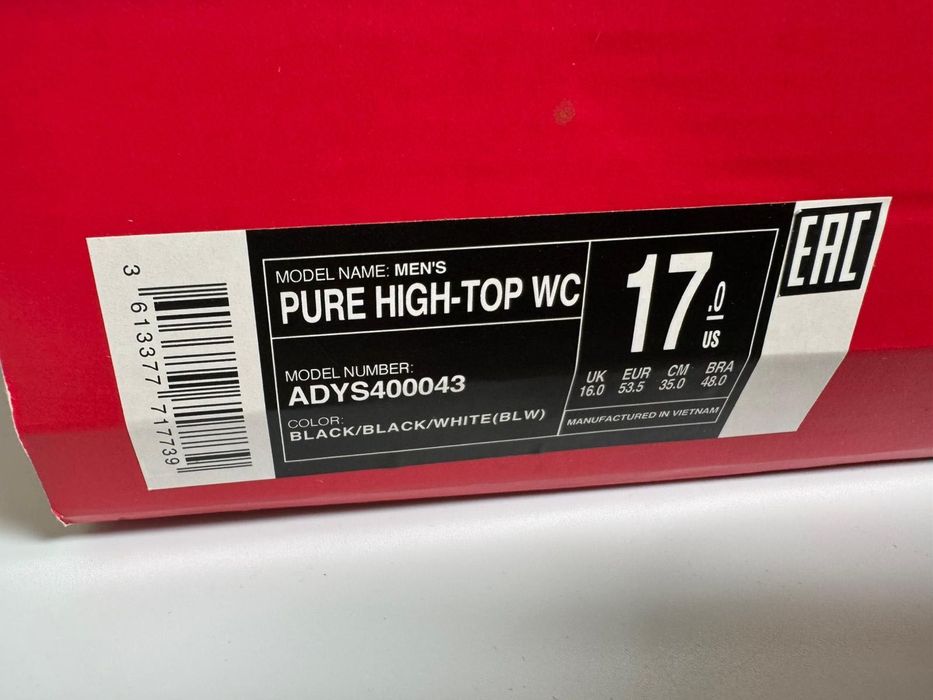 3 613377 717739
MODEL NAME: MEN'S
PURE HIGH-TOP WC
MODEL NUMBER:
ADYS400043
COLOR:
BLACK/BLACK/WHITE(BLW)
17.0
US
UK EUR CM BRA
16.0 53.5 35.0 48.0
MANUFACTURED IN VIETNAM
EAC